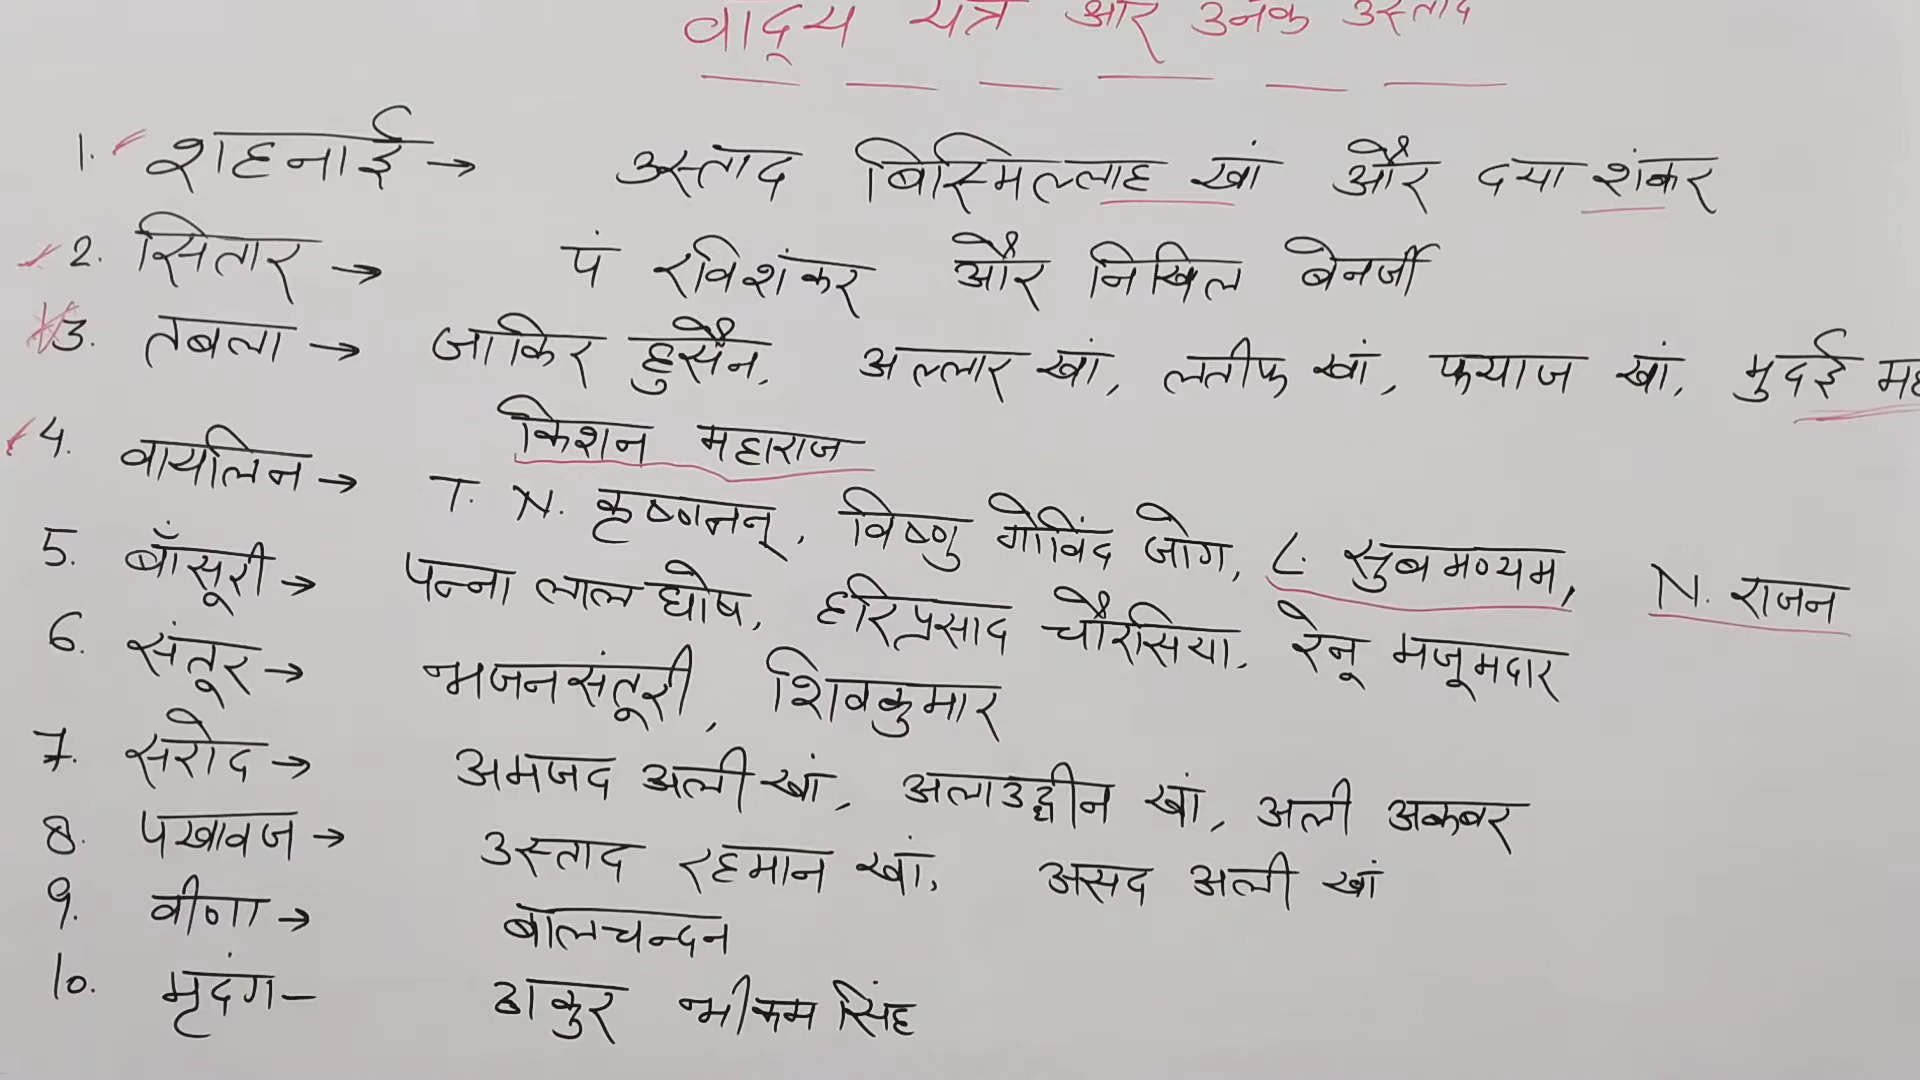 वाद्य यंत्र और उनके उस्ताद
1. शहनाई → उस्ताद बिस्मिल्लाह खां और दया शंकर
2. सितार → पं रविशंकर और निखिल बेनर्जी
3. तबला → जाकिर हुसैन, अल्लार खां, लतीफ खां, फयाज खां, मुदई
किशन महाराज
4. वायलिन → T. N. कृष्णनन्, विष्णु गोविंद जोग, L. सुबमण्यम, N. राजन
5. बाँसूरी → पन्ना लाल घोष, हरिप्रसाद चौरसिया, रेनू मजूमदार
6. संतूर → भजनसंतूरी, शिवकुमार
7. सरोद → अमजद अली खां, अलाउद्दीन खां, अली अकबर
8. पखावज → उस्ताद रहमान खां, असद अली खां
9. वीणा → बालचन्दन
10. मृदंग – ठाकुर भीकम सिंह